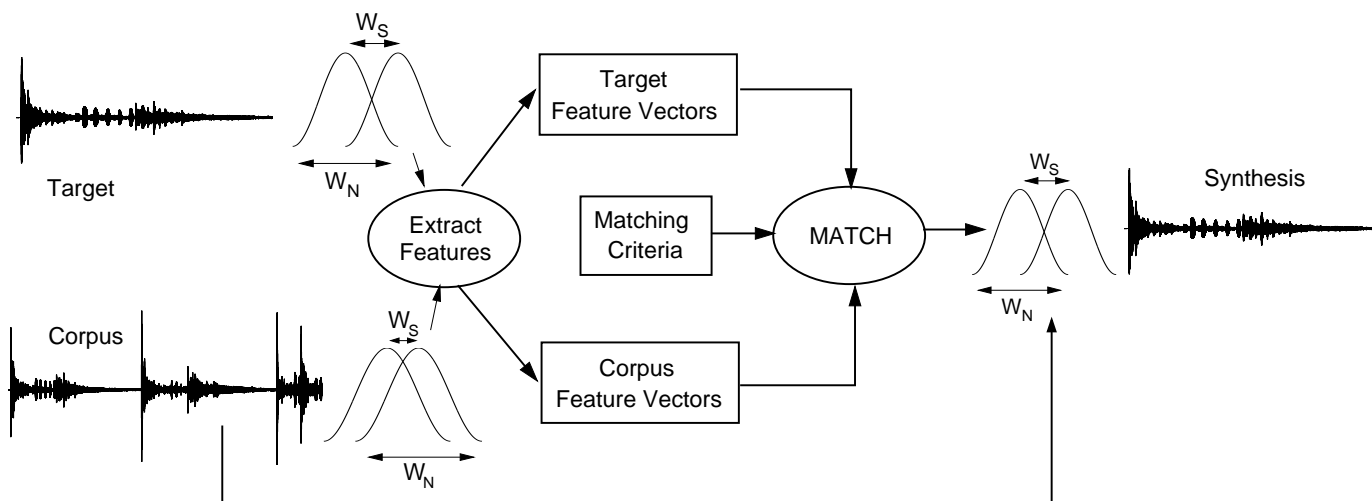 W_S
W_N
Target
Target
Feature Vectors
Extract
Features
Matching
Criteria
MATCH
W_S
W_N
Synthesis
Corpus
W_S
W_N
Corpus
Feature Vectors